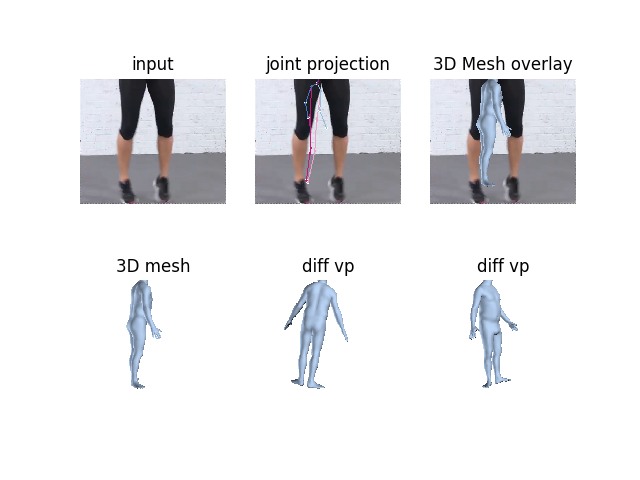 input
joint projection
3D Mesh overlay
3D mesh
diff vp
diff vp